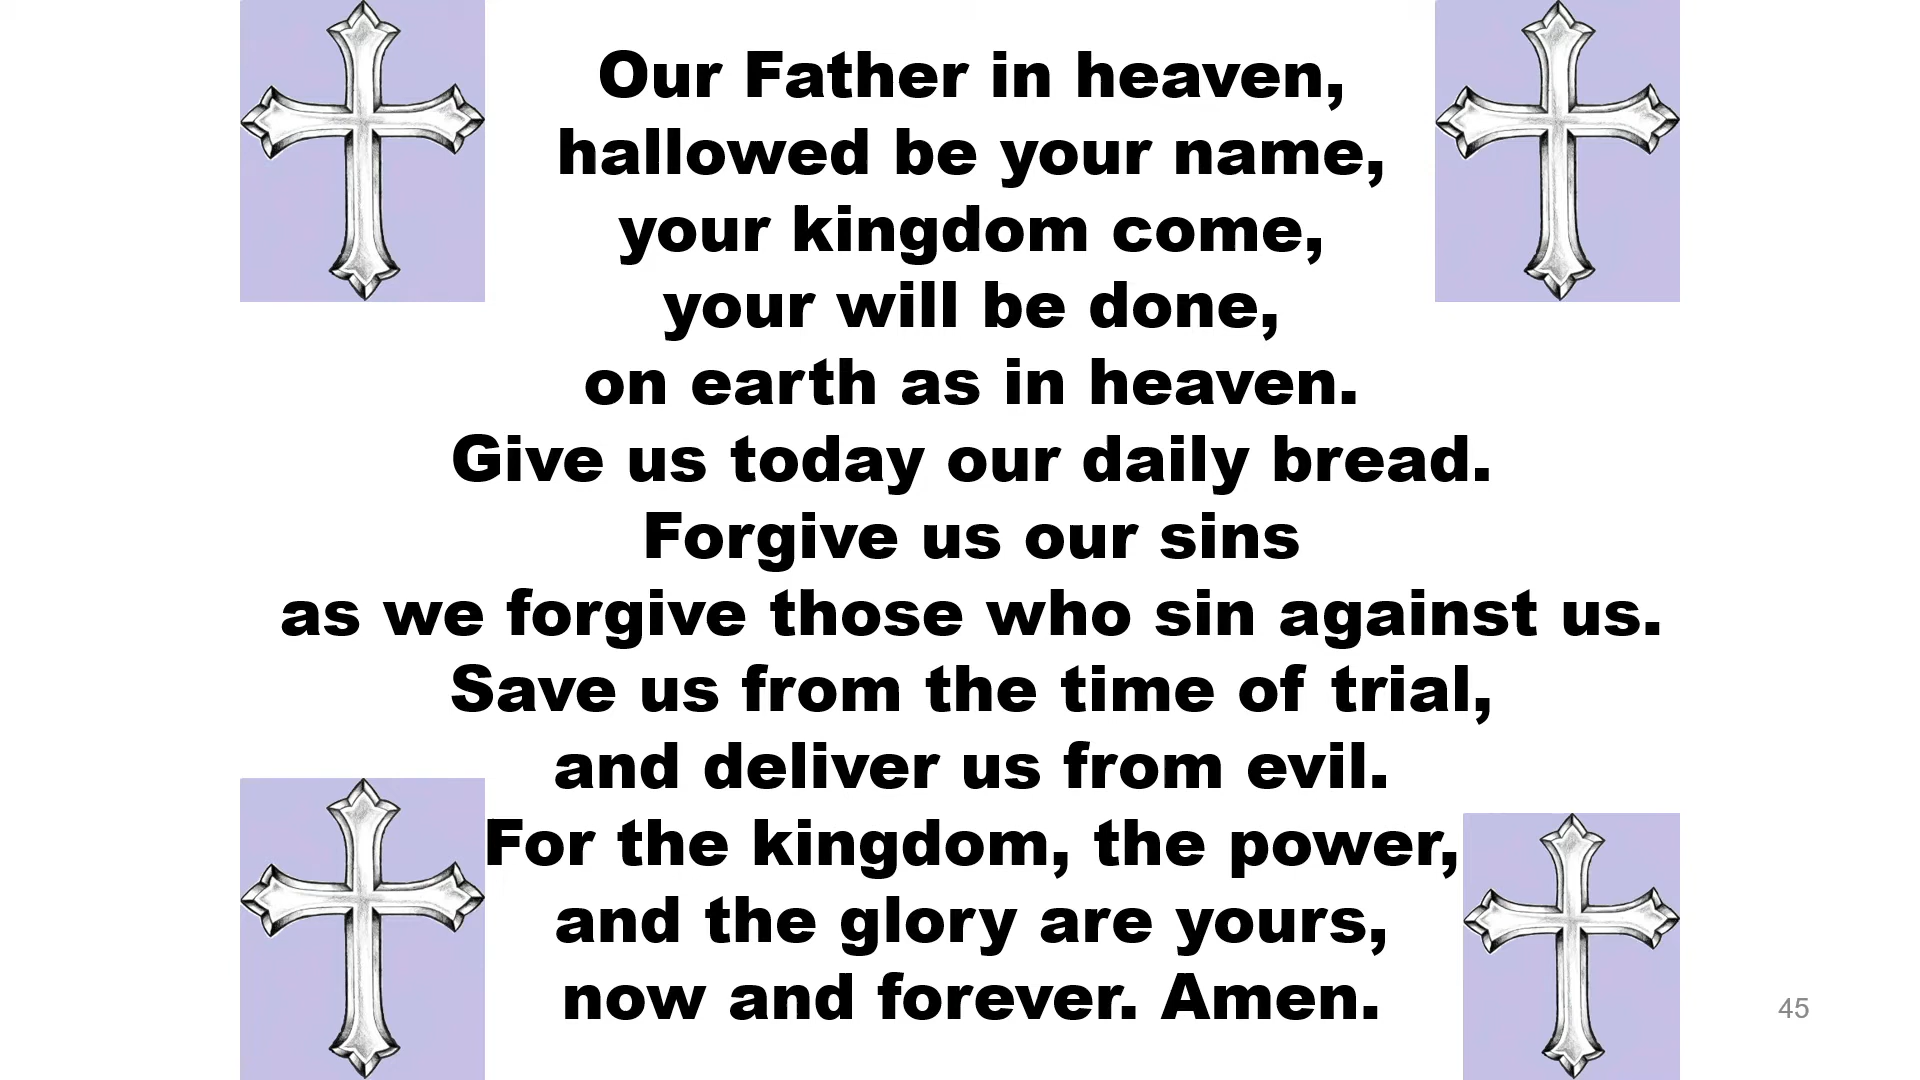 Our Father in heaven,
hallowed be your name,
your kingdom come,
your will be done,
on earth as in heaven.
Give us today our daily bread.
Forgive us our sins
as we forgive those who sin against us.
Save us from the time of trial,
and deliver us from evil.
For the kingdom, the power,
and the glory are yours,
now and forever. Amen.
45